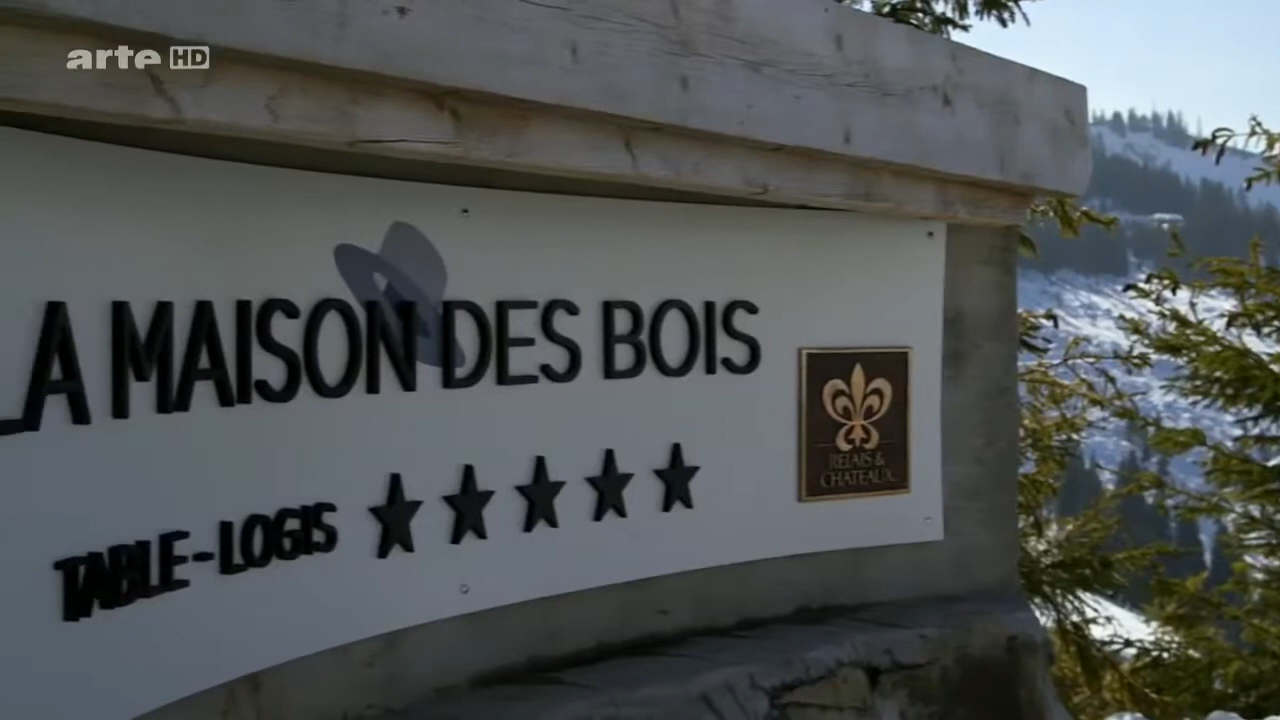 arte HD
LA MAISON DES BOIS
TABLE-LOGIS ★★★★★
RELAIS &
CHATEAUX